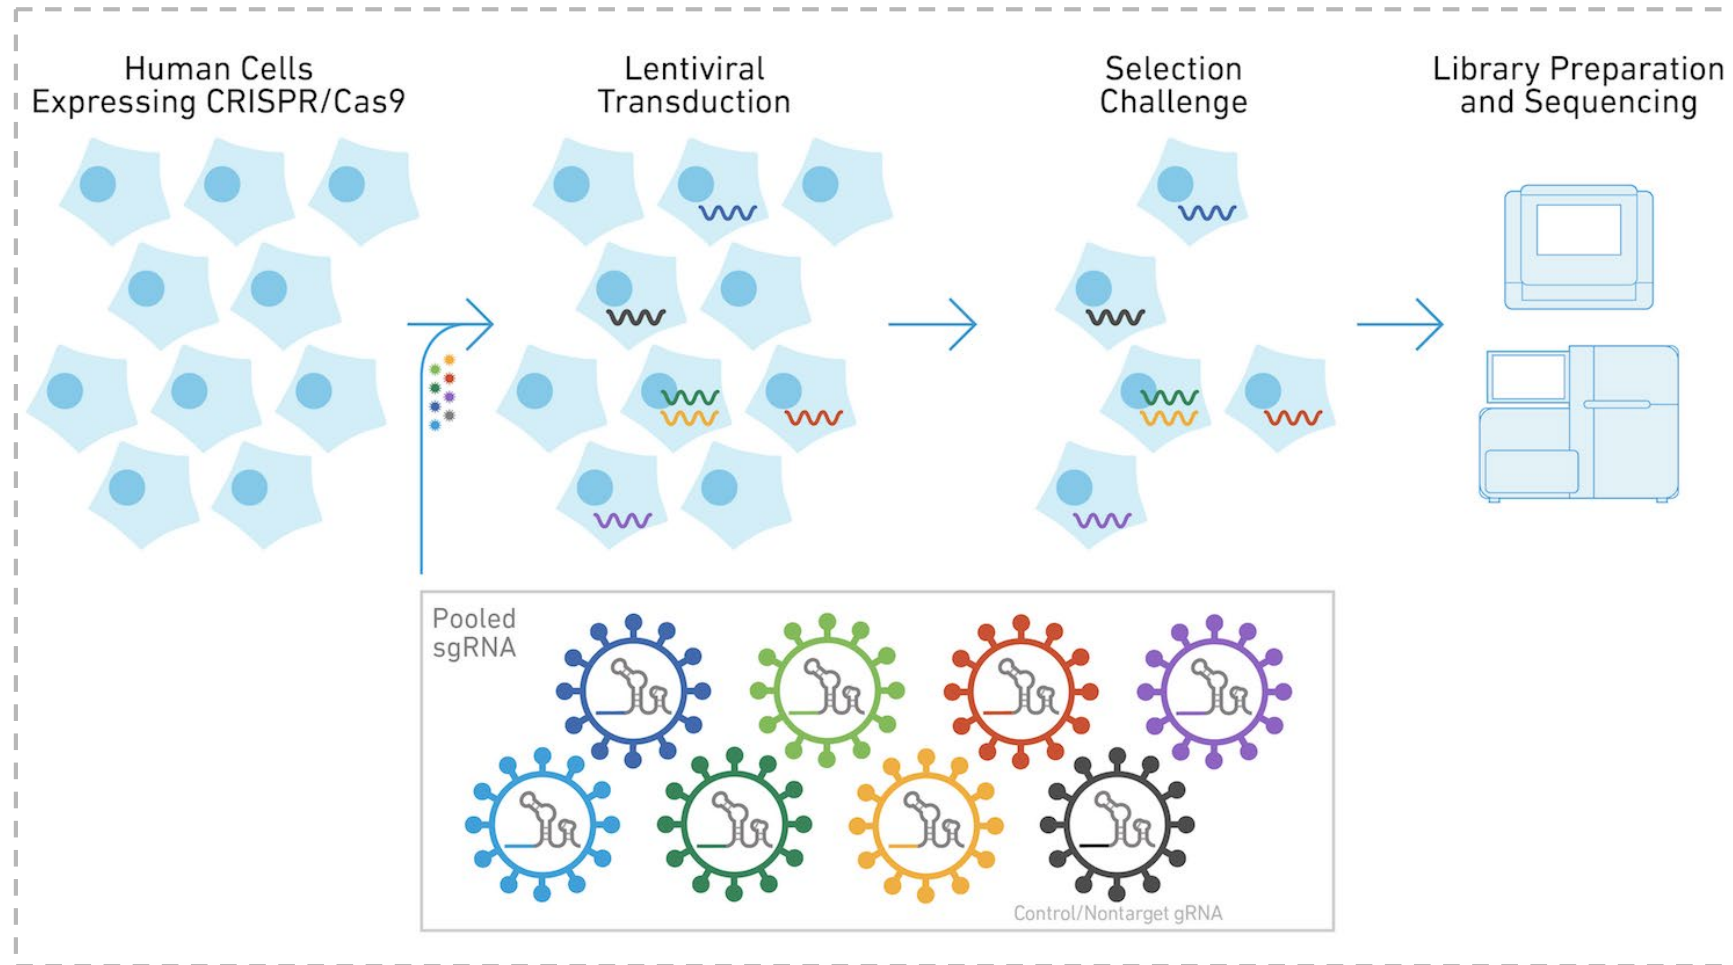 Human Cells
Expressing CRISPR/Cas9
Lentiviral
Transduction
Selection
Challenge
Library Preparation
and Sequencing
Pooled
sgRNA
Control/Nontarget gRNA